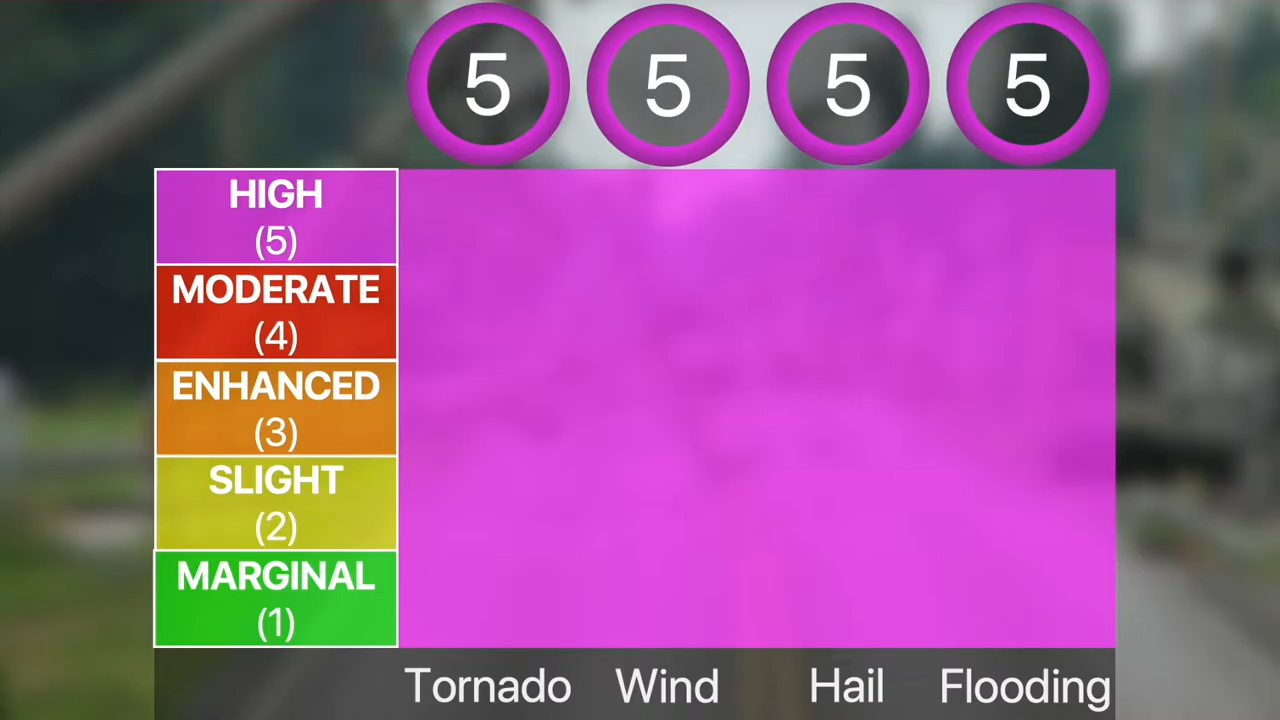 5 5 5 5
HIGH
(5)
MODERATE
(4)
ENHANCED
(3)
SLIGHT
(2)
MARGINAL
(1)
Tornado Wind Hail Flooding